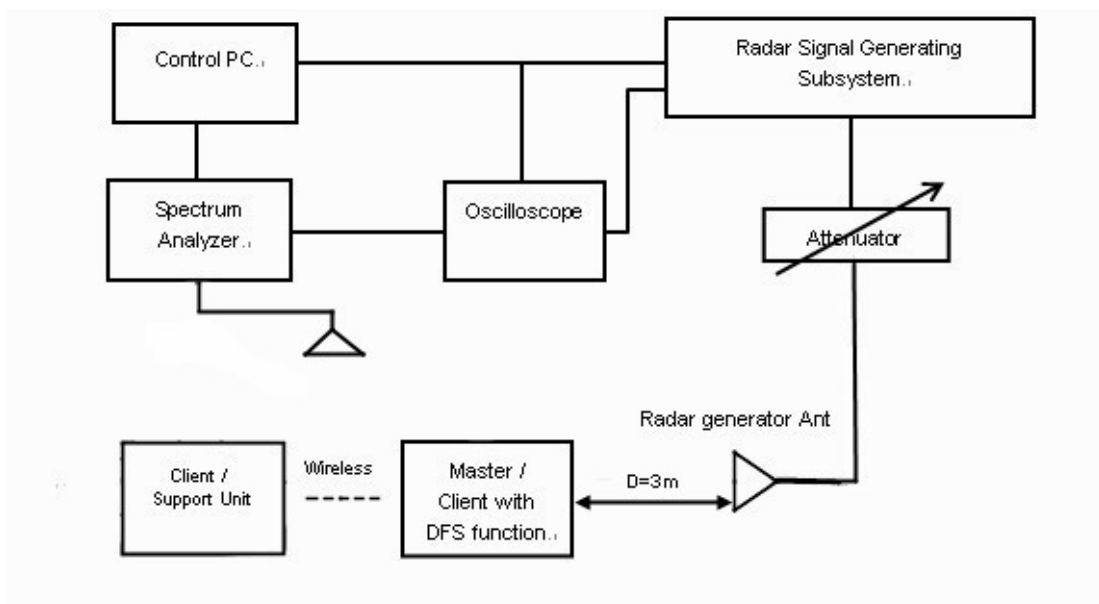 Control PC.
Radar Signal Generating
Subsystem.
Spectrum
Analyzer.
Oscilloscope
Attenuator
Radar generator Ant
Client /
Support Unit
Wireless
Master /
Client with
DFS function.
D=3m